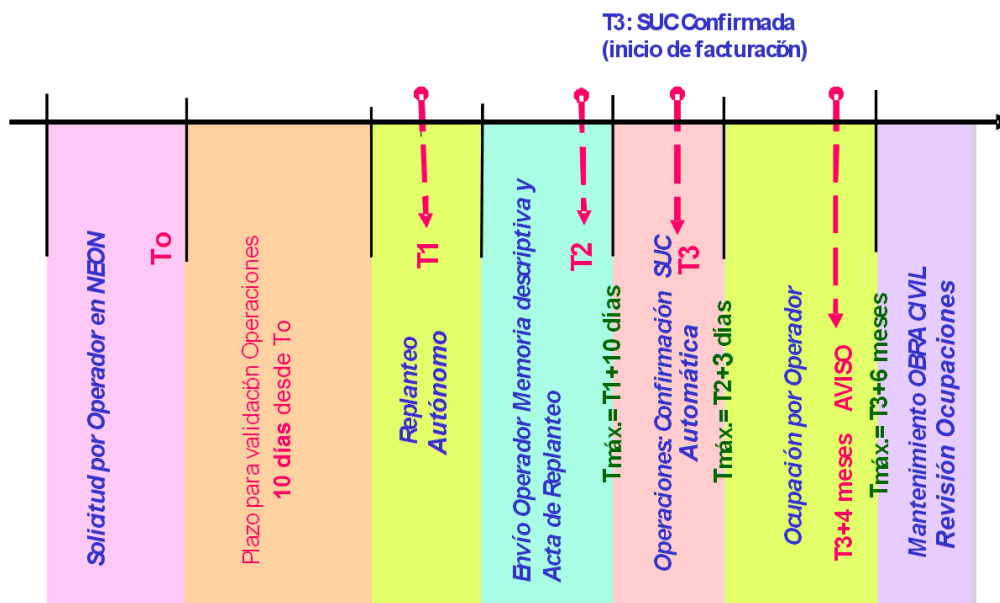 T3: SUC Confirmada
(inicio de facturación)
Solicitud por Operador en NEON
To
Plazo para validación Operaciones
10 días desde To
Replanteo
Autónomo
T1
Envío Operador Memoria descriptiva y
Acta de Replanteo
T2
Tmáx.= T1+10 días
Operaciones: Confirmación SUC
Automática
T3
Tmáx.= T2+3 días
Ocupación por Operador
T3+4 meses AVISO
Tmáx.= T3+6 meses
Mantenimiento OBRA CIVIL
Revisión Ocupaciones